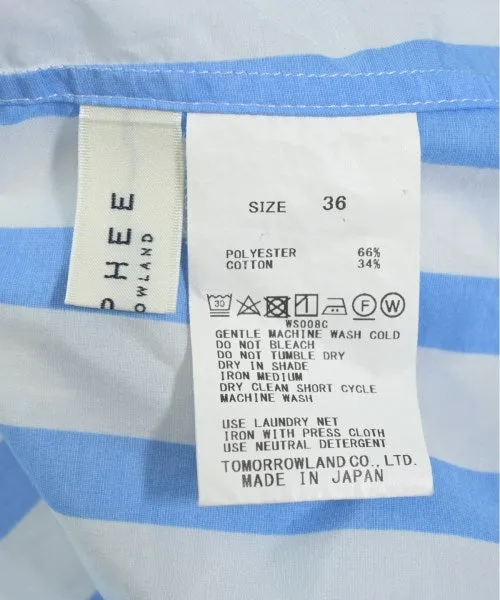 PHEE
OWLAND
SIZE 36
POLYESTER 66%
COTTON 34%
30 F W
WS008C
GENTLE MACHINE WASH COLD
DO NOT BLEACH
DO NOT TUMBLE DRY
DRY IN SHADE
IRON MEDIUM
DRY CLEAN SHORT CYCLE
MACHINE WASH
USE LAUNDRY NET
IRON WITH PRESS CLOTH
USE NEUTRAL DETERGENT
TOMORROWLAND CO., LTD.
MADE IN JAPAN